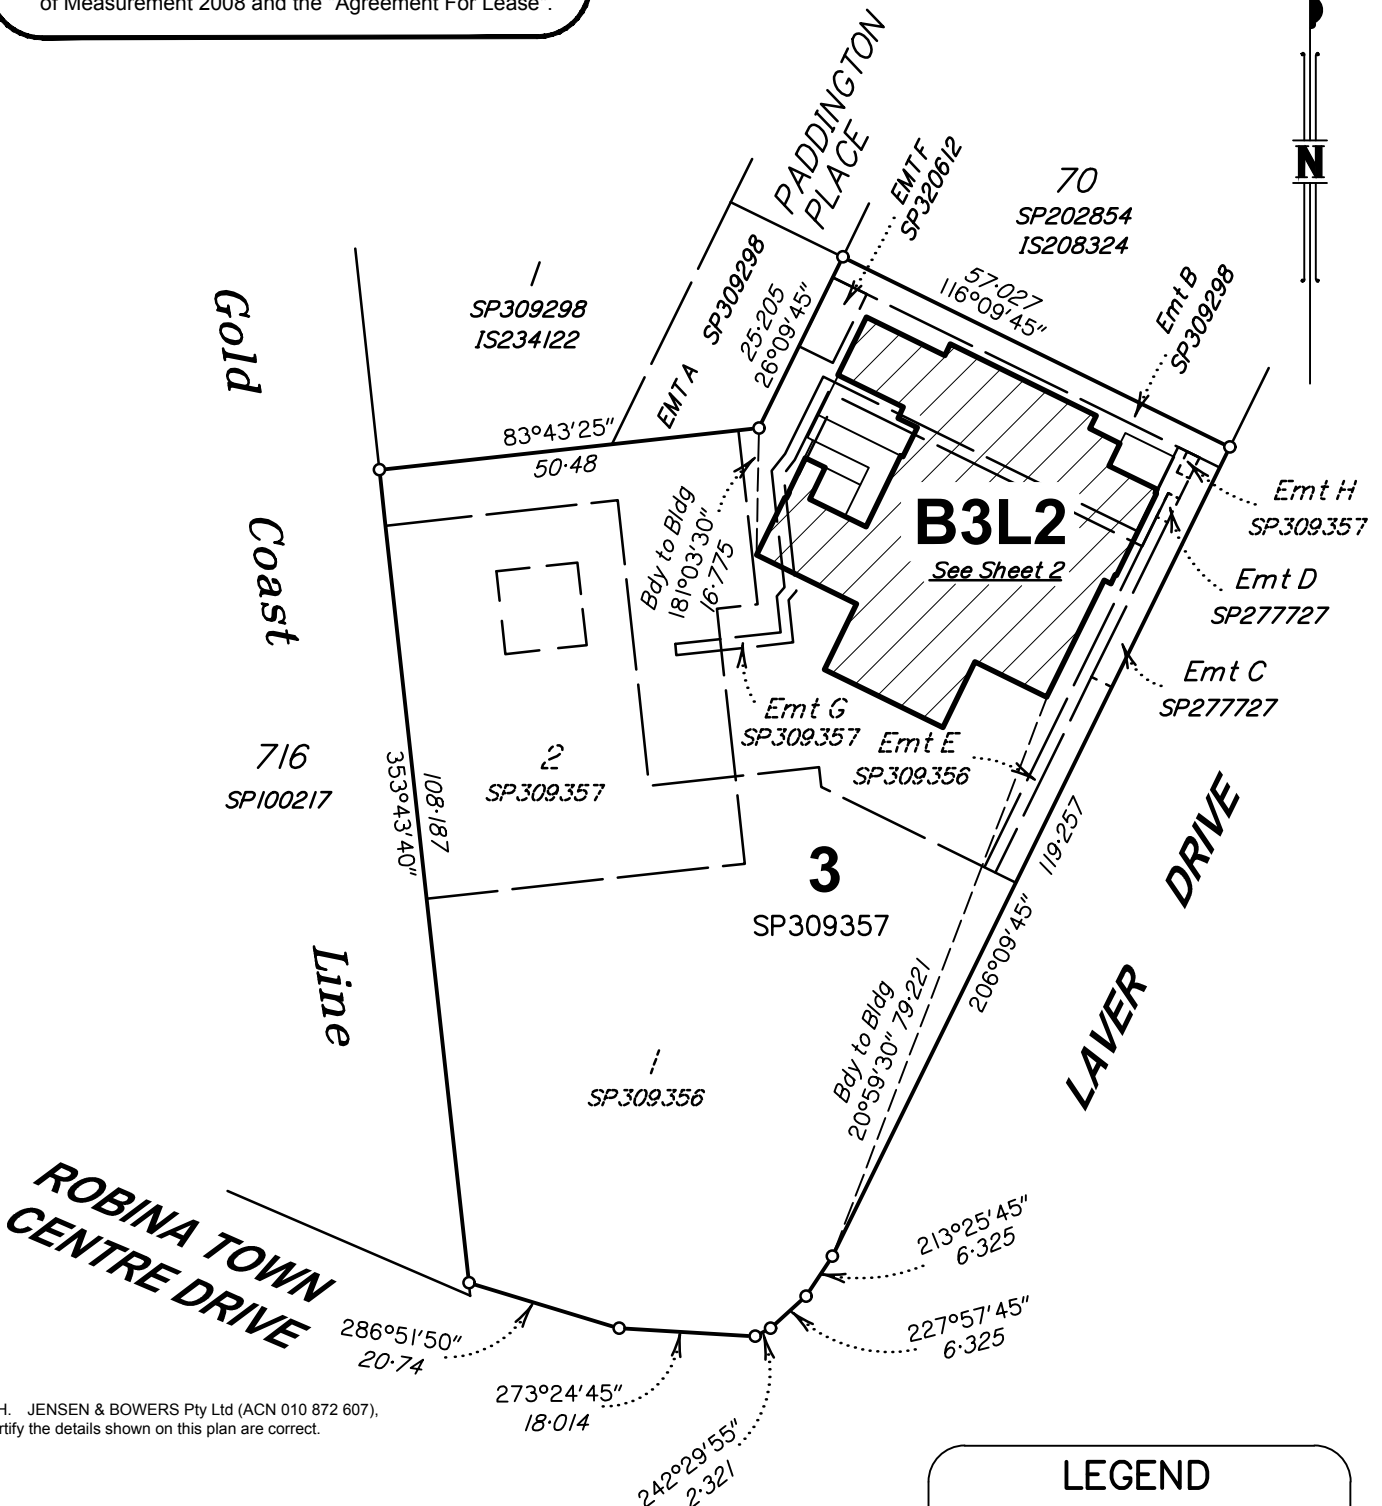 of Measurement 2008 and the "Agreement For Lease".
PADDINGTON
PLACE
N
EMT F
SP320612
70
SP202854
IS208324
1
SP309298
IS234122
EMT A
SP309298
25·205
26°09'45"
57·027
116°09'45"
Emt B
SP309298
Gold
Coast
Line
83°43'25"
50·48
Bdy to Bldg
181°03'30"
16·775
B3L2
See Sheet 2
Emt H
SP309357
Emt D
SP277727
Emt C
SP277727
Emt G
SP309357
Emt E
SP309356
716
SP100217
353°43'40"
108·187
2
SP309357
3
SP309357
119·257
206°09'45"
LAVER DRIVE
Bdy to Bldg
20°59'30" 79·221
1
SP309356
ROBINA TOWN
CENTRE DRIVE
213°25'45"
6·325
227°57'45"
6·325
286°51'50"
20·74
273°24'45"
18·014
242°29'55"
2·321
H. JENSEN & BOWERS Pty Ltd (ACN 010 872 607),
rtify the details shown on this plan are correct.
LEGEND